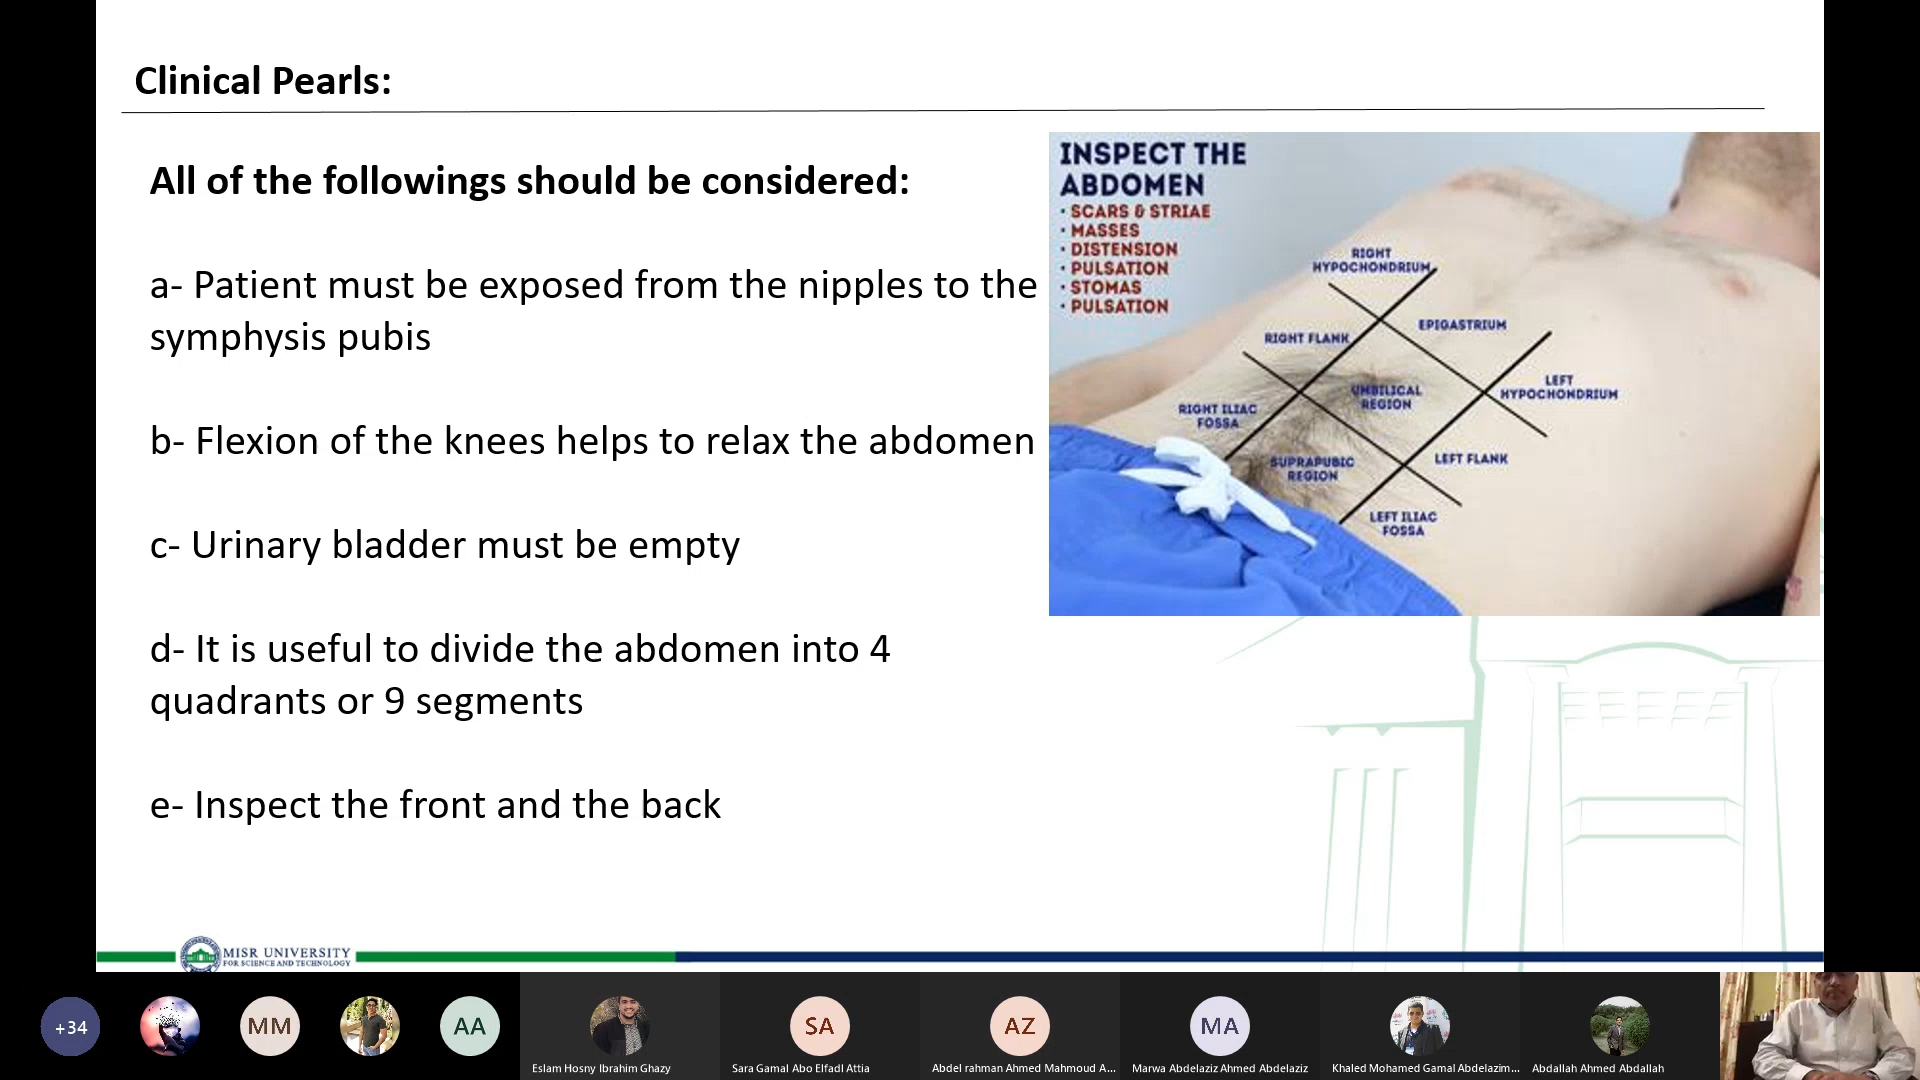 Clinical Pearls:
All of the followings should be considered:
a- Patient must be exposed from the nipples to the
symphysis pubis
b- Flexion of the knees helps to relax the abdomen
c- Urinary bladder must be empty
d- It is useful to divide the abdomen into 4
quadrants or 9 segments
e- Inspect the front and the back
INSPECT THE
ABDOMEN
· SCARS & STRIAE
· MASSES
· DISTENSION
· PULSATION
· STOMAS
· PULSATION
RIGHT
HYPOCHONDRIUM
EPIGASTRIUM
RIGHT FLANK
LEFT
HYPOCHONDRIUM
UMBILICAL
REGION
RIGHT ILIAC
FOSSA
LEFT FLANK
SUPRAPUBIC
REGION
LEFT ILIAC
FOSSA
MISR UNIVERSITY
FOR SCIENCE AND TECHNOLOGY
+34
MM
AA
SA
AZ
MA
Eslam Hosny Ibrahim Ghazy
Sara Gamal Abo Elfadl Attia
Abdel rahman Ahmed Mahmoud A...
Marwa Abdelaziz Ahmed Abdelaziz
Khaled Mohamed Gamal Abdelazim...
Abdallah Ahmed Abdallah